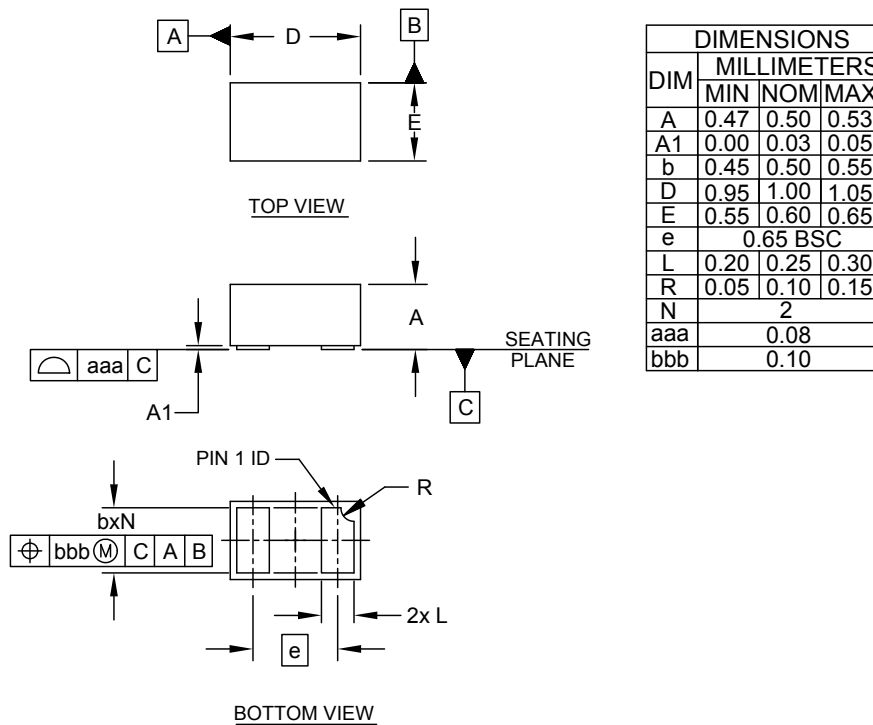 A
D
B
E
TOP VIEW
A
SEATING
PLANE
aaa C
A1
C
PIN 1 ID
R
bxN
bbb Ⓜ C A B
2x L
e
BOTTOM VIEW
DIMENSIONS
DIM MILLIMETERS
MIN NOM MAX
A 0.47 0.50 0.53
A1 0.00 0.03 0.05
b 0.45 0.50 0.55
D 0.95 1.00 1.05
E 0.55 0.60 0.65
e 0.65 BSC
L 0.20 0.25 0.30
R 0.05 0.10 0.15
N 2
aaa 0.08
bbb 0.10